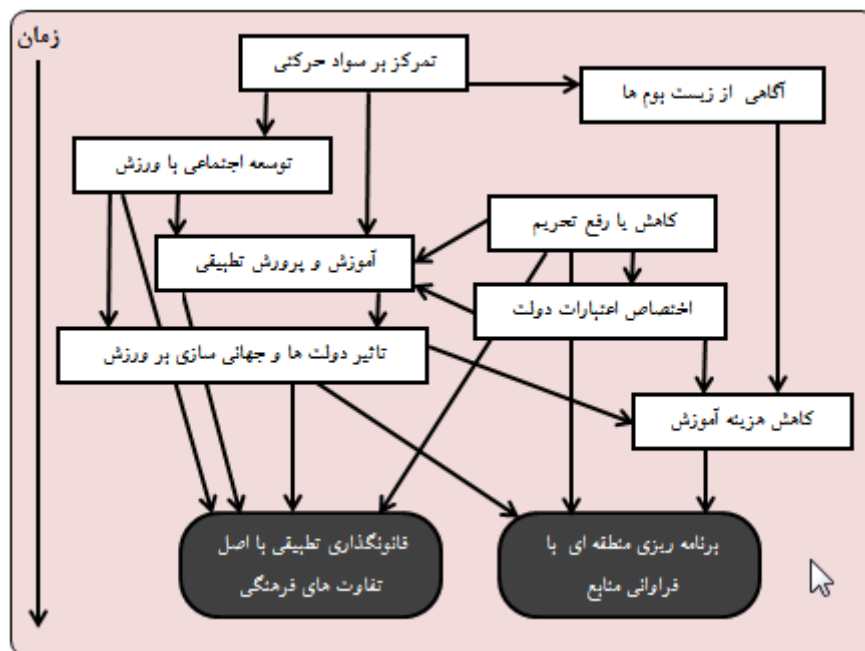 زمان
تمرکز بر سواد حرکتی
آگاهی از زیست بوم ها
توسعه اجتماعی با ورزش
کاهش یا رفع تحریم
آموزش و پرورش تطبیقی
اختصاص اعتبارات دولت
تاثیر دولت ها و جهانی سازی بر ورزش
کاهش هزینه آموزش
قانونگذاری تطبیقی با اصل
تفاوت های فرهنگی
برنامه ریزی منطقه ای با
فراوانی منابع